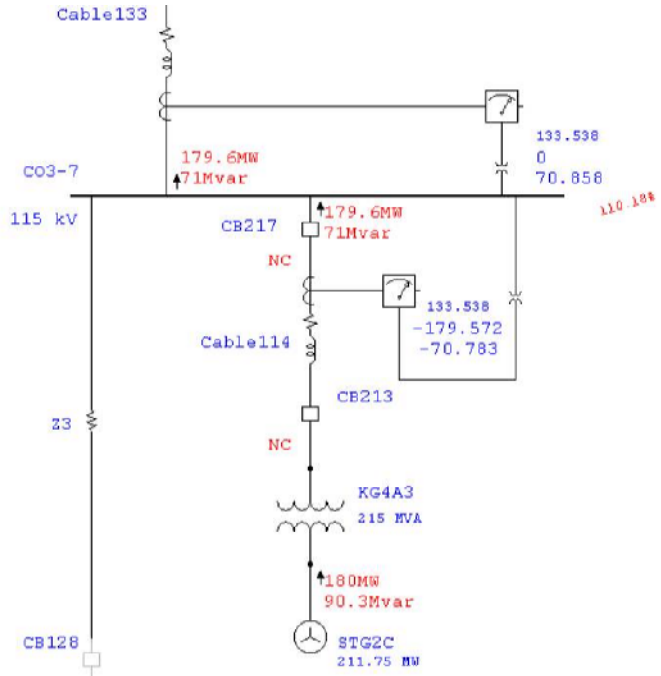 Cable133
133.538
0
70.858
179.6MW
71Mvar
CO3-7
110.18%
115 kV
CB217
179.6MW
71Mvar
NC
133.538
-179.572
-70.783
Cable114
CB213
Z3
NC
KG4A3
215 MVA
180MW
90.3Mvar
CB128
STG2C
211.75 MW